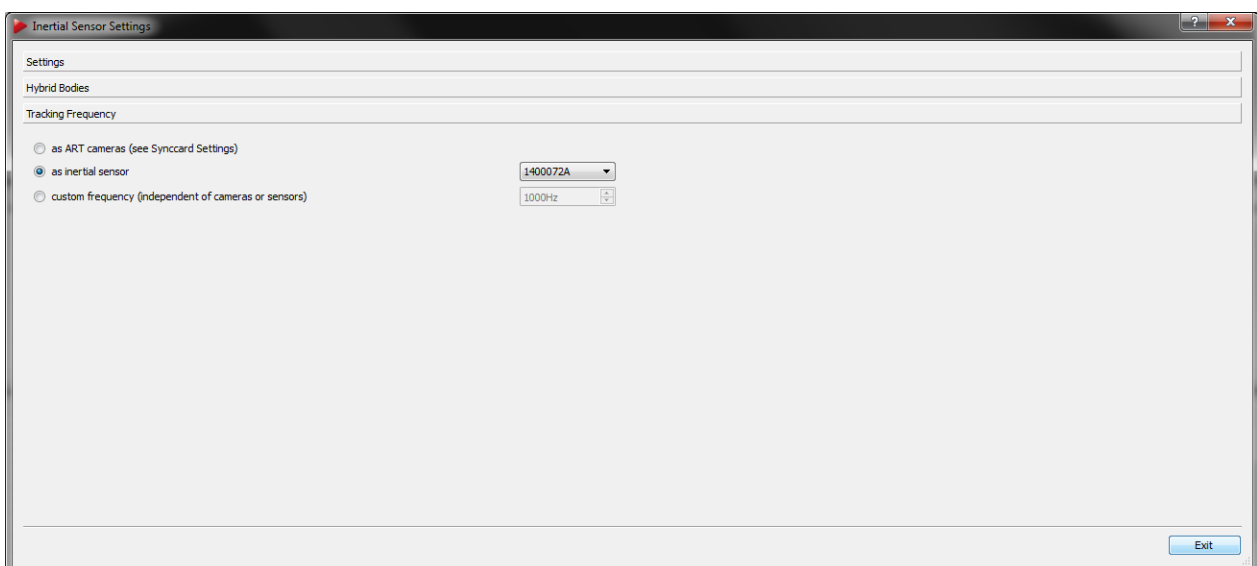 Inertial Sensor Settings
?
X
Settings
Hybrid Bodies
Tracking Frequency
as ART cameras (see Synccard Settings)
as inertial sensor 1400072A
custom frequency (independent of cameras or sensors) 1000Hz
Exit